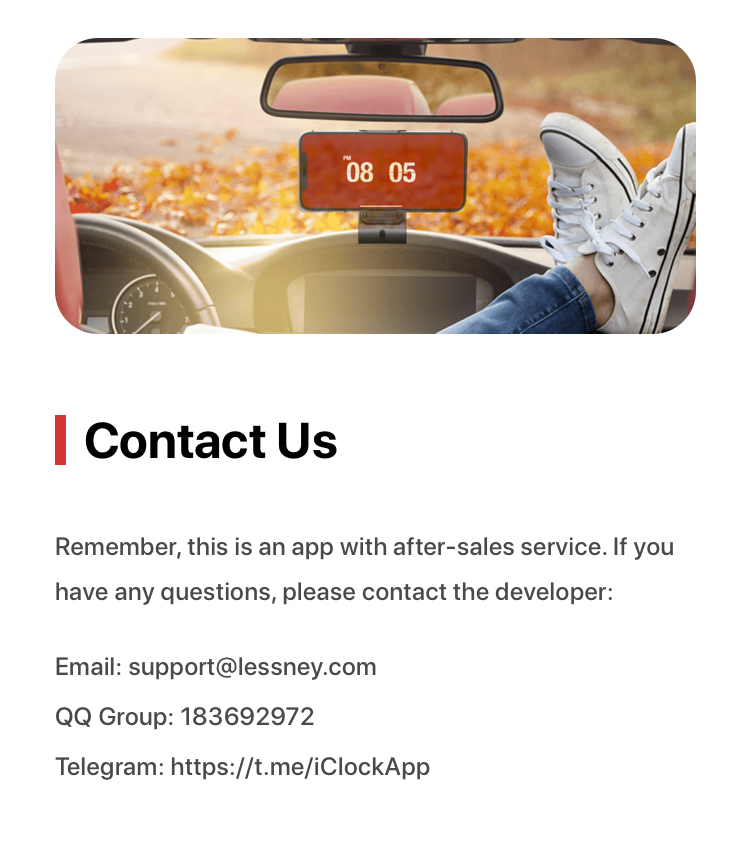 PM
08 05
Contact Us
Remember, this is an app with after-sales service. If you
have any questions, please contact the developer:
Email: support@lessney.com
QQ Group: 183692972
Telegram: https://t.me/iClockApp